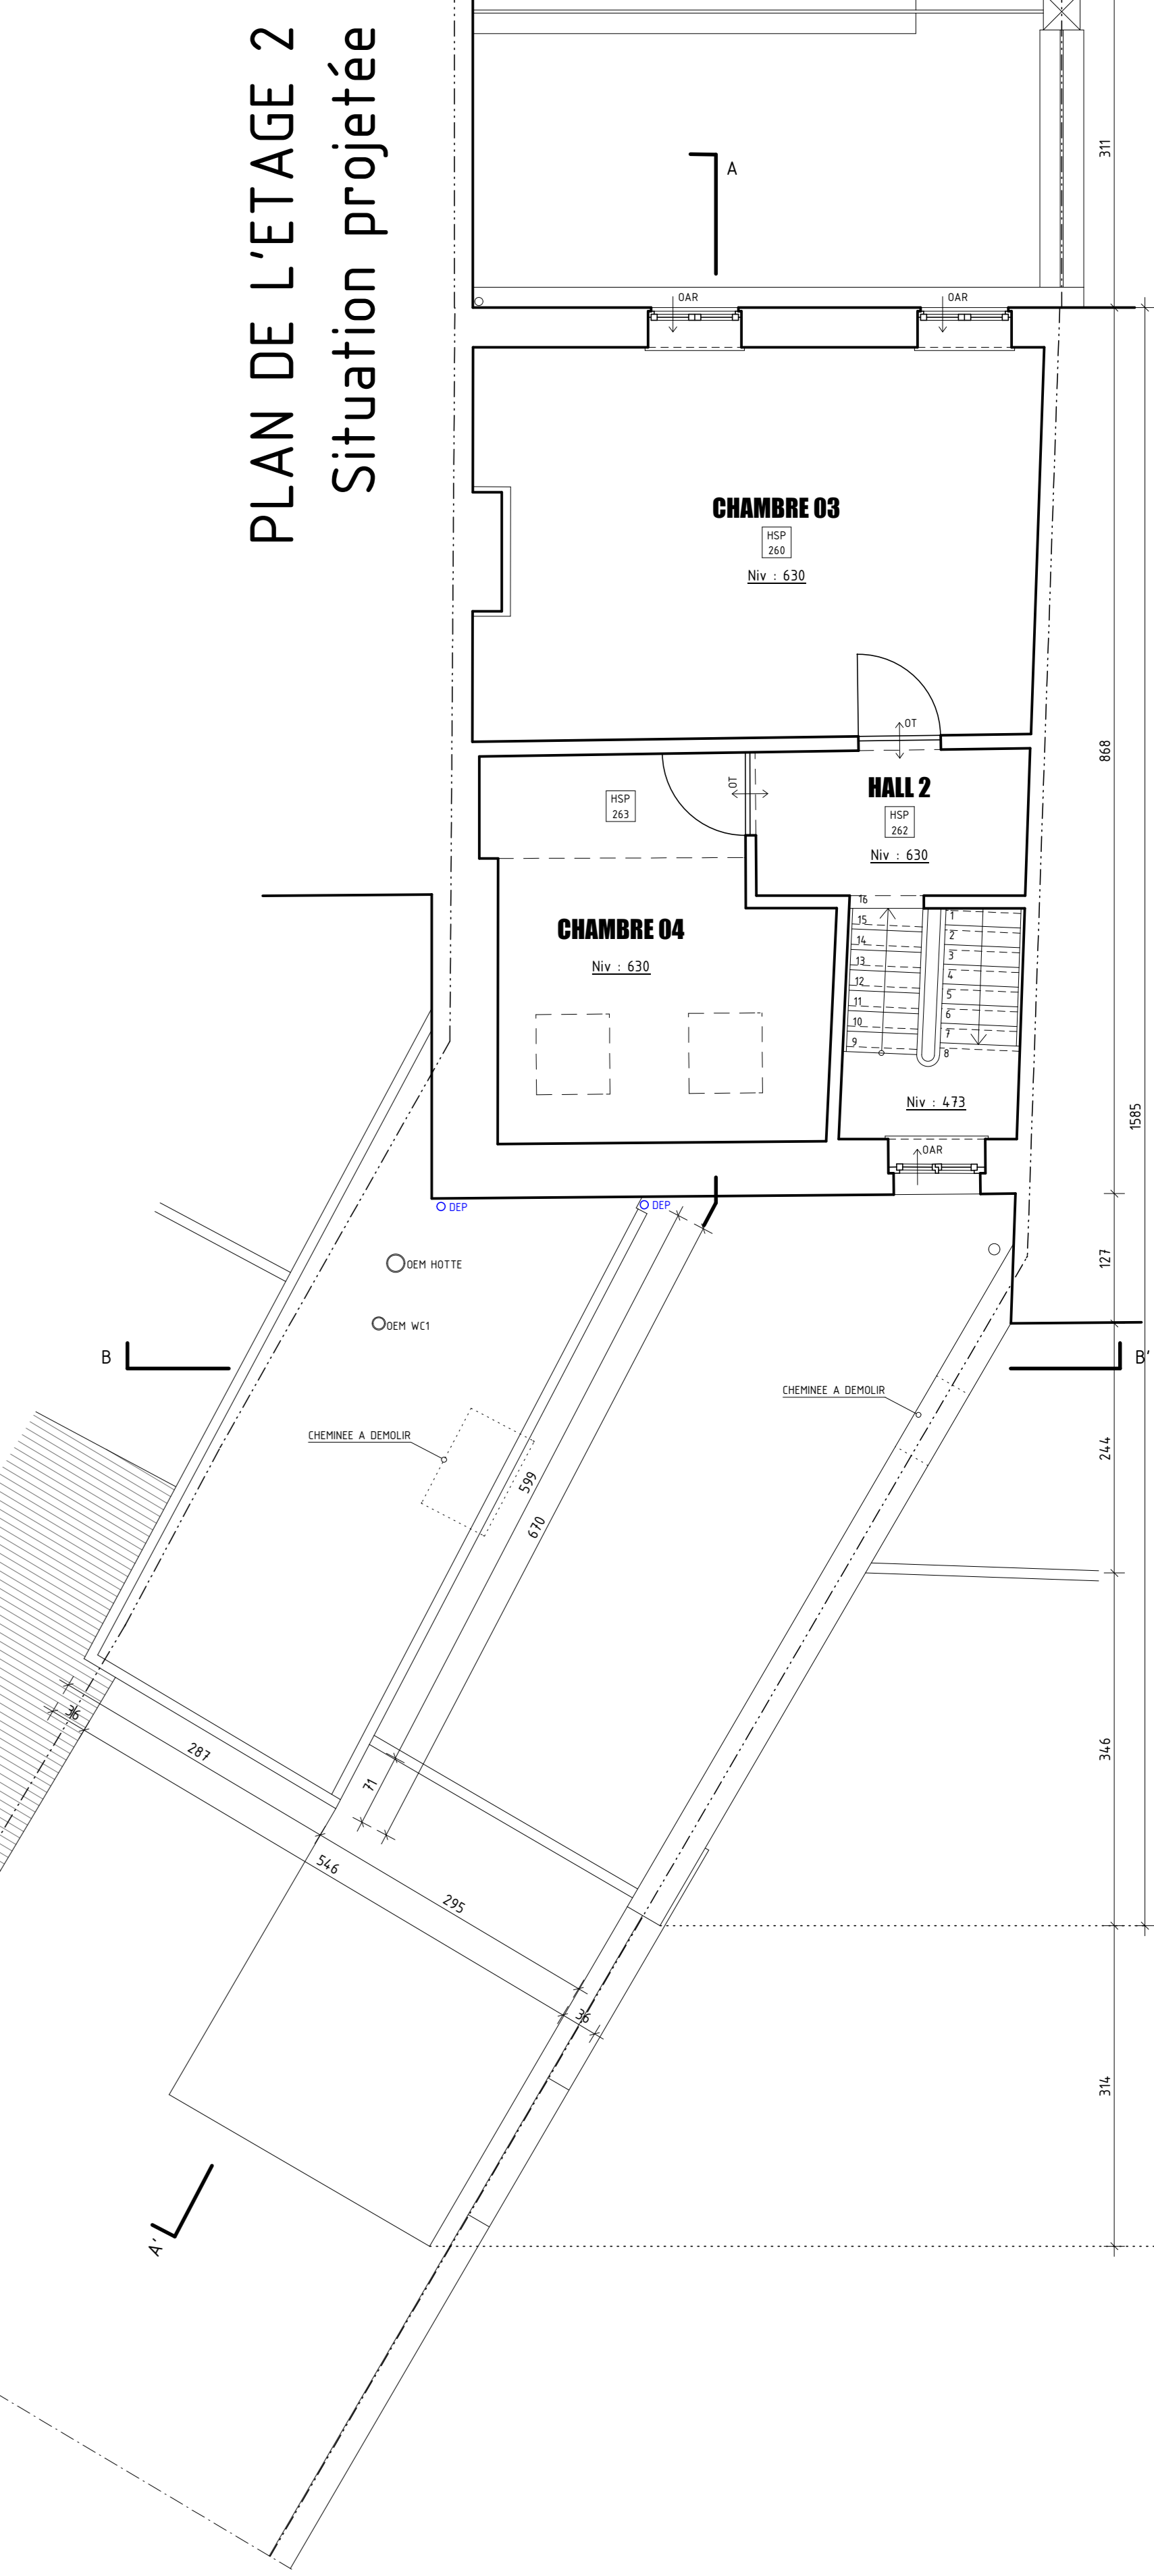 PLAN DE L'ETAGE 2
Situation projetée
311
A
OAR
OAR
CHAMBRE 03
HSP
260
Niv : 630
OT
868
OT
HALL 2
HSP
263
HSP
262
Niv : 630
16
15
14
13
12
11
10
9
1
2
3
4
5
6
7
8
CHAMBRE 04
Niv : 630
Niv : 473
1585
OAR
DEP
DEP
OEM HOTTE
127
OEM WC1
B
B'
CHEMINEE A DEMOLIR
CHEMINEE A DEMOLIR
244
599
670
36
287
71
346
546
295
36
314
A'